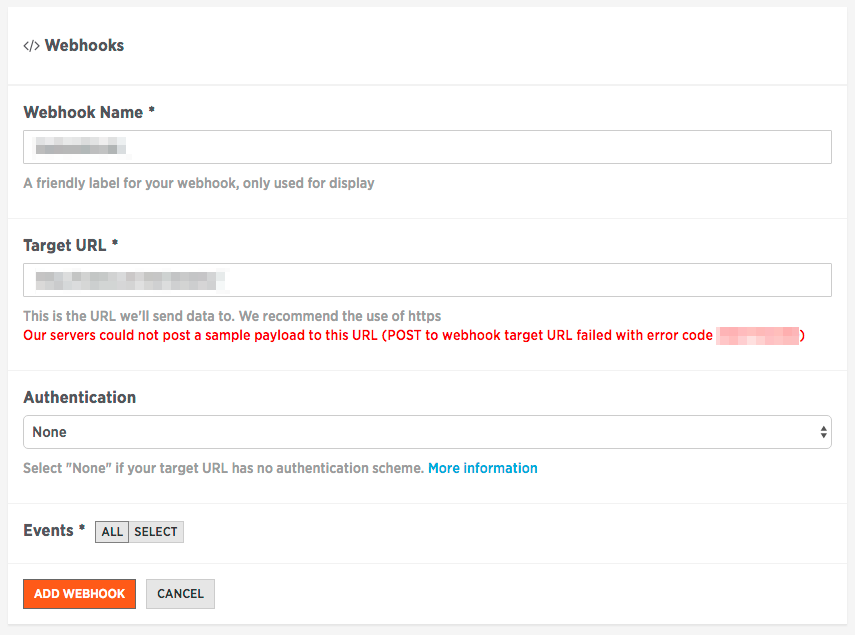 </> Webhooks
Webhook Name *
A friendly label for your webhook, only used for display
Target URL *
This is the URL we'll send data to. We recommend the use of https
Our servers could not post a sample payload to this URL (POST to webhook target URL failed with error code )
Authentication
None
Select "None" if your target URL has no authentication scheme. More information
Events * ALL SELECT
ADD WEBHOOK CANCEL